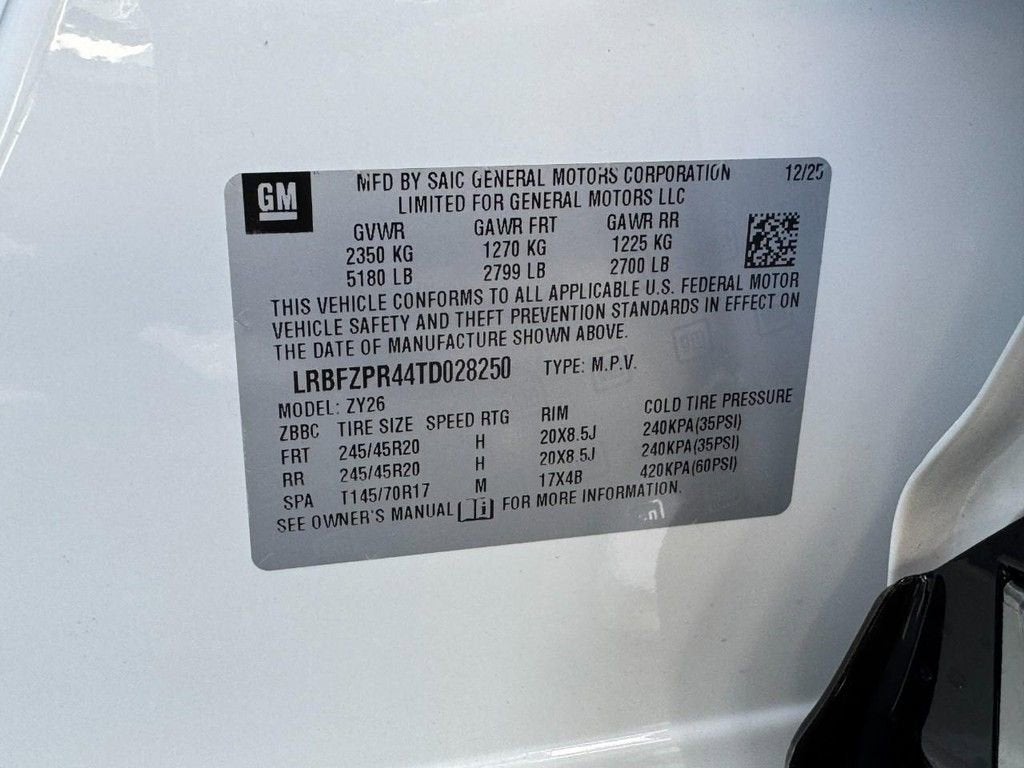 GM
MFD BY SAIC GENERAL MOTORS CORPORATION 12/25
LIMITED FOR GENERAL MOTORS LLC
GVWR GAWR FRT GAWR RR
2350 KG 1270 KG 1225 KG
5180 LB 2799 LB 2700 LB
THIS VEHICLE CONFORMS TO ALL APPLICABLE U.S. FEDERAL MOTOR
VEHICLE SAFETY AND THEFT PREVENTION STANDARDS IN EFFECT ON
THE DATE OF MANUFACTURE SHOWN ABOVE.
LRBFZPR44TD028250 TYPE: M.P.V.
MODEL: ZY26
ZBBC TIRE SIZE SPEED RTG RIM COLD TIRE PRESSURE
FRT 245/45R20 H 20X8.5J 240KPA(35PSI)
RR 245/45R20 H 20X8.5J 240KPA(35PSI)
SPA T145/70R17 M 17X4B 420KPA(60PSI)
SEE OWNER'S MANUAL i FOR MORE INFORMATION.